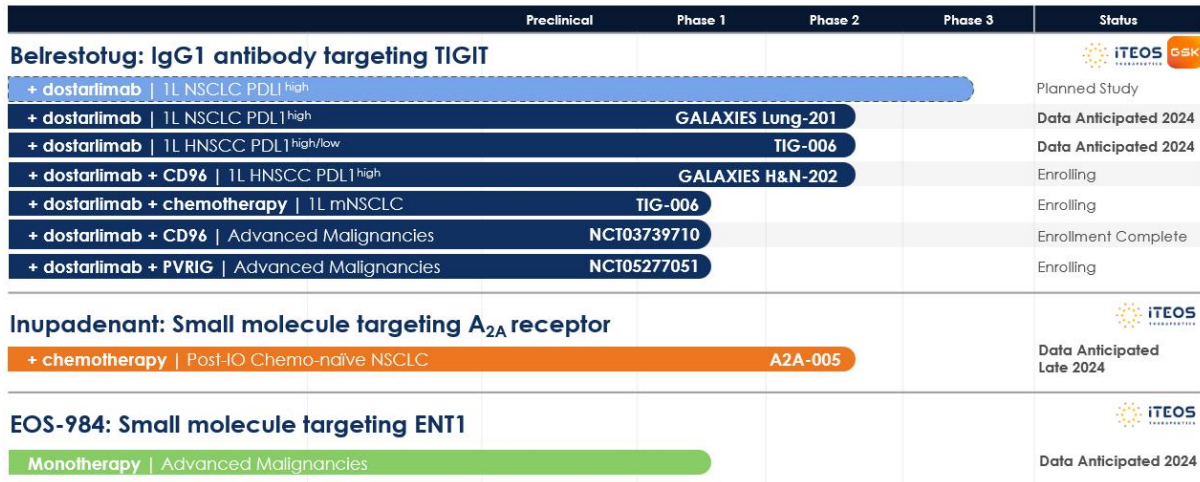 Preclinical Phase 1 Phase 2 Phase 3 Status
Belrestotug: IgG1 antibody targeting TIGIT iTEOS THERAPEUTICS GSK
+ dostarlimab | 1L NSCLC PDLI high Planned Study
+ dostarlimab | 1L NSCLC PDL1 high GALAXIES Lung-201 Data Anticipated 2024
+ dostarlimab | 1L HNSCC PDL1 high/low TIG-006 Data Anticipated 2024
+ dostarlimab + CD96 | 1L HNSCC PDL1 high GALAXIES H&N-202 Enrolling
+ dostarlimab + chemotherapy | 1L mNSCLC TIG-006 Enrolling
+ dostarlimab + CD96 | Advanced Malignancies NCT03739710 Enrollment Complete
+ dostarlimab + PVRIG | Advanced Malignancies NCT05277051 Enrolling
Inupadenant: Small molecule targeting A2A receptor iTEOS THERAPEUTICS
+ chemotherapy | Post-IO Chemo-naïve NSCLC A2A-005 Data Anticipated
Late 2024
EOS-984: Small molecule targeting ENT1 iTEOS THERAPEUTICS
Monotherapy | Advanced Malignancies Data Anticipated 2024